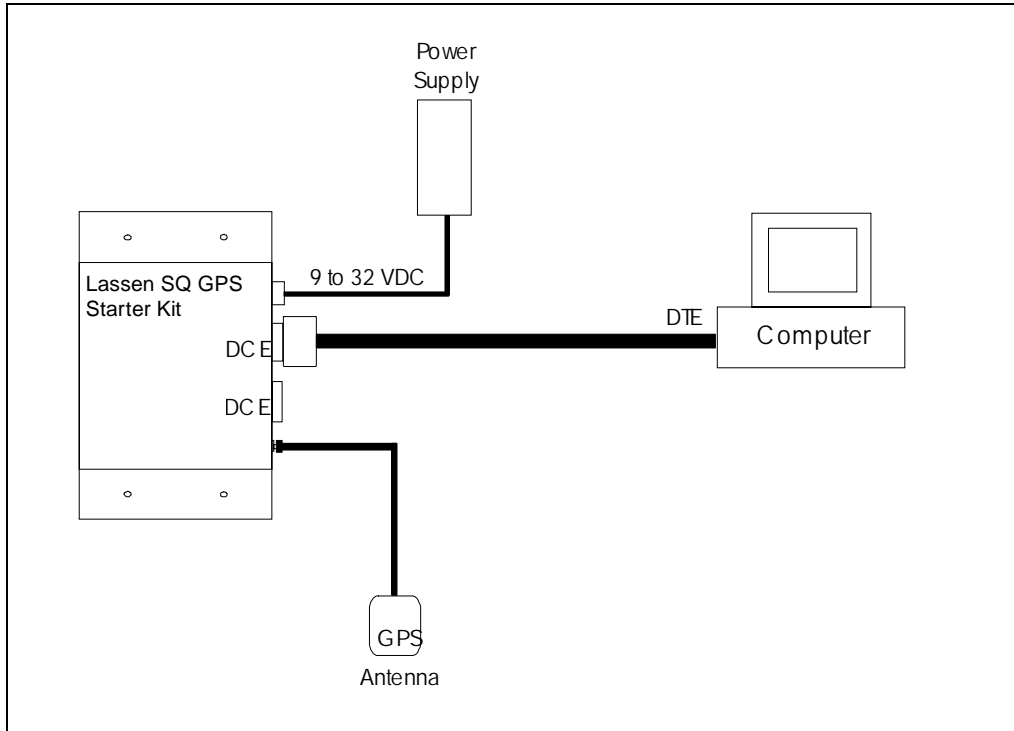 Power
Supply
Lassen SQ GPS
Starter Kit
9 to 32 VDC
DTE
Computer
DCE
DCE
GPS
Antenna